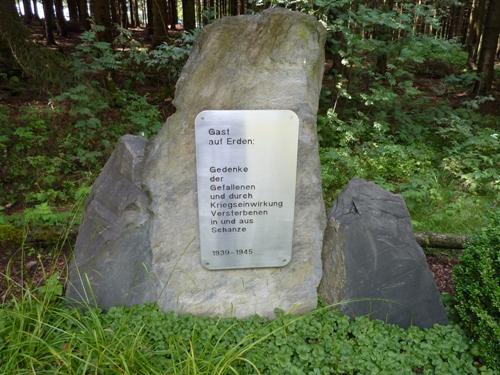 Gast
auf Erden:
Gedenke
der
Gefallenen
und durch
Kriegseinwirkung
Versterbenen
in und aus
Schanze
1939-1945